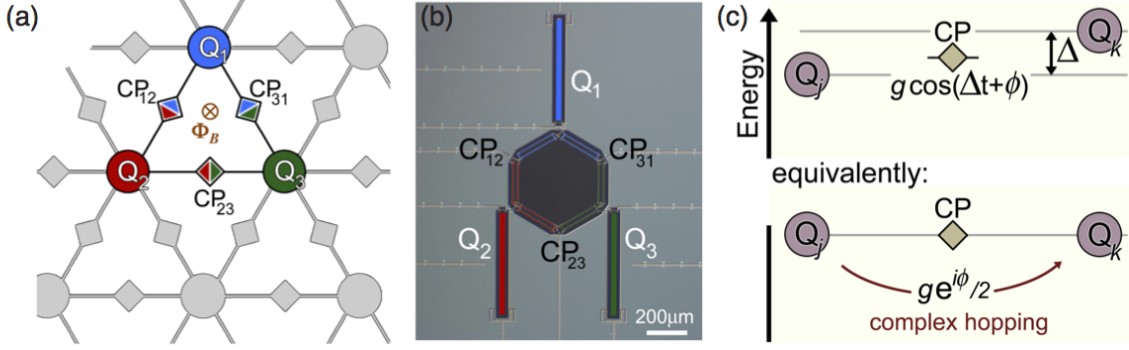 (a)
Q1
CP12
CP31
ΦB
Q2
Q3
CP23
(b)
Q1
CP12
CP31
Q2
Q3
CP23
200μm
(c)
Energy
CP
Qk
Qj
Δ
g cos(Δt+ϕ)
equivalently:
CP
Qj
Qk
geiϕ/2
complex hopping